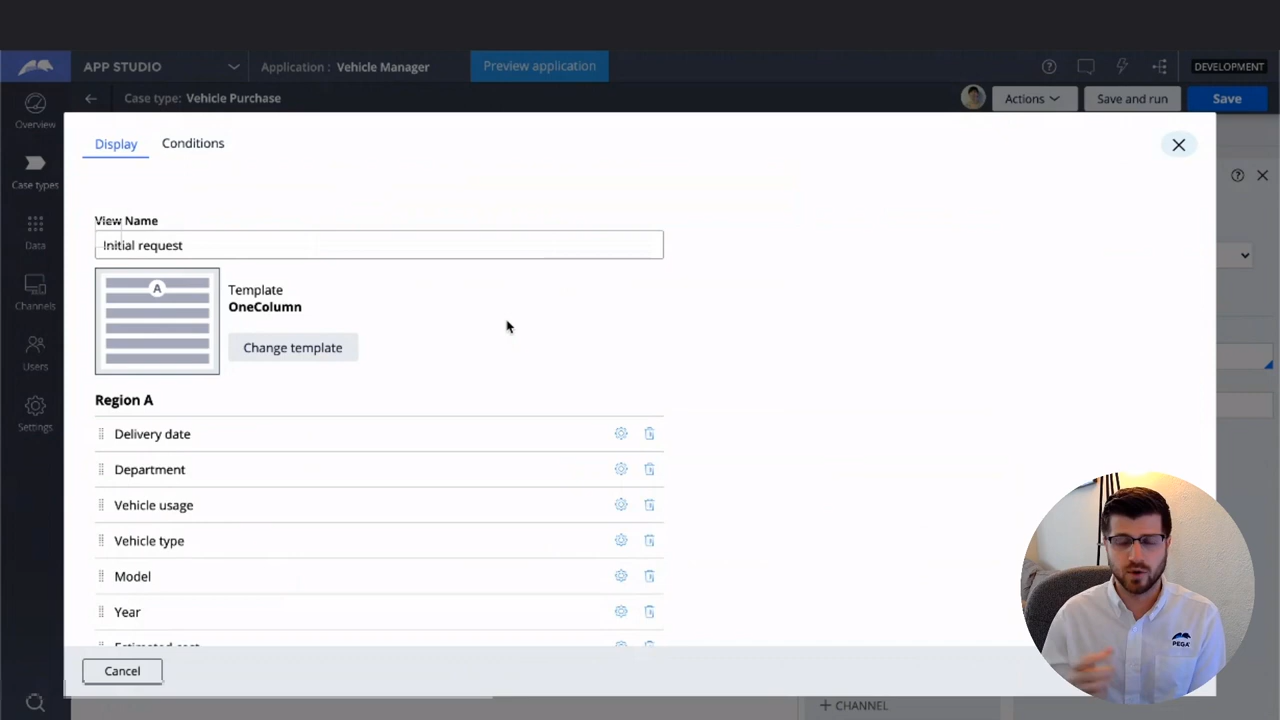 APP STUDIO
Application : Vehicle Manager
Preview application
DEVELOPMENT
Overview
Case type: Vehicle Purchase
Actions
Save and run
Save
Case types
Data
Channels
Users
Settings
Display
Conditions
View Name
Initial request
A
Template
OneColumn
Change template
Region A
Delivery date
Department
Vehicle usage
Vehicle type
Model
Year
Estimated cost
Cancel
+ CHANNEL
PEGA